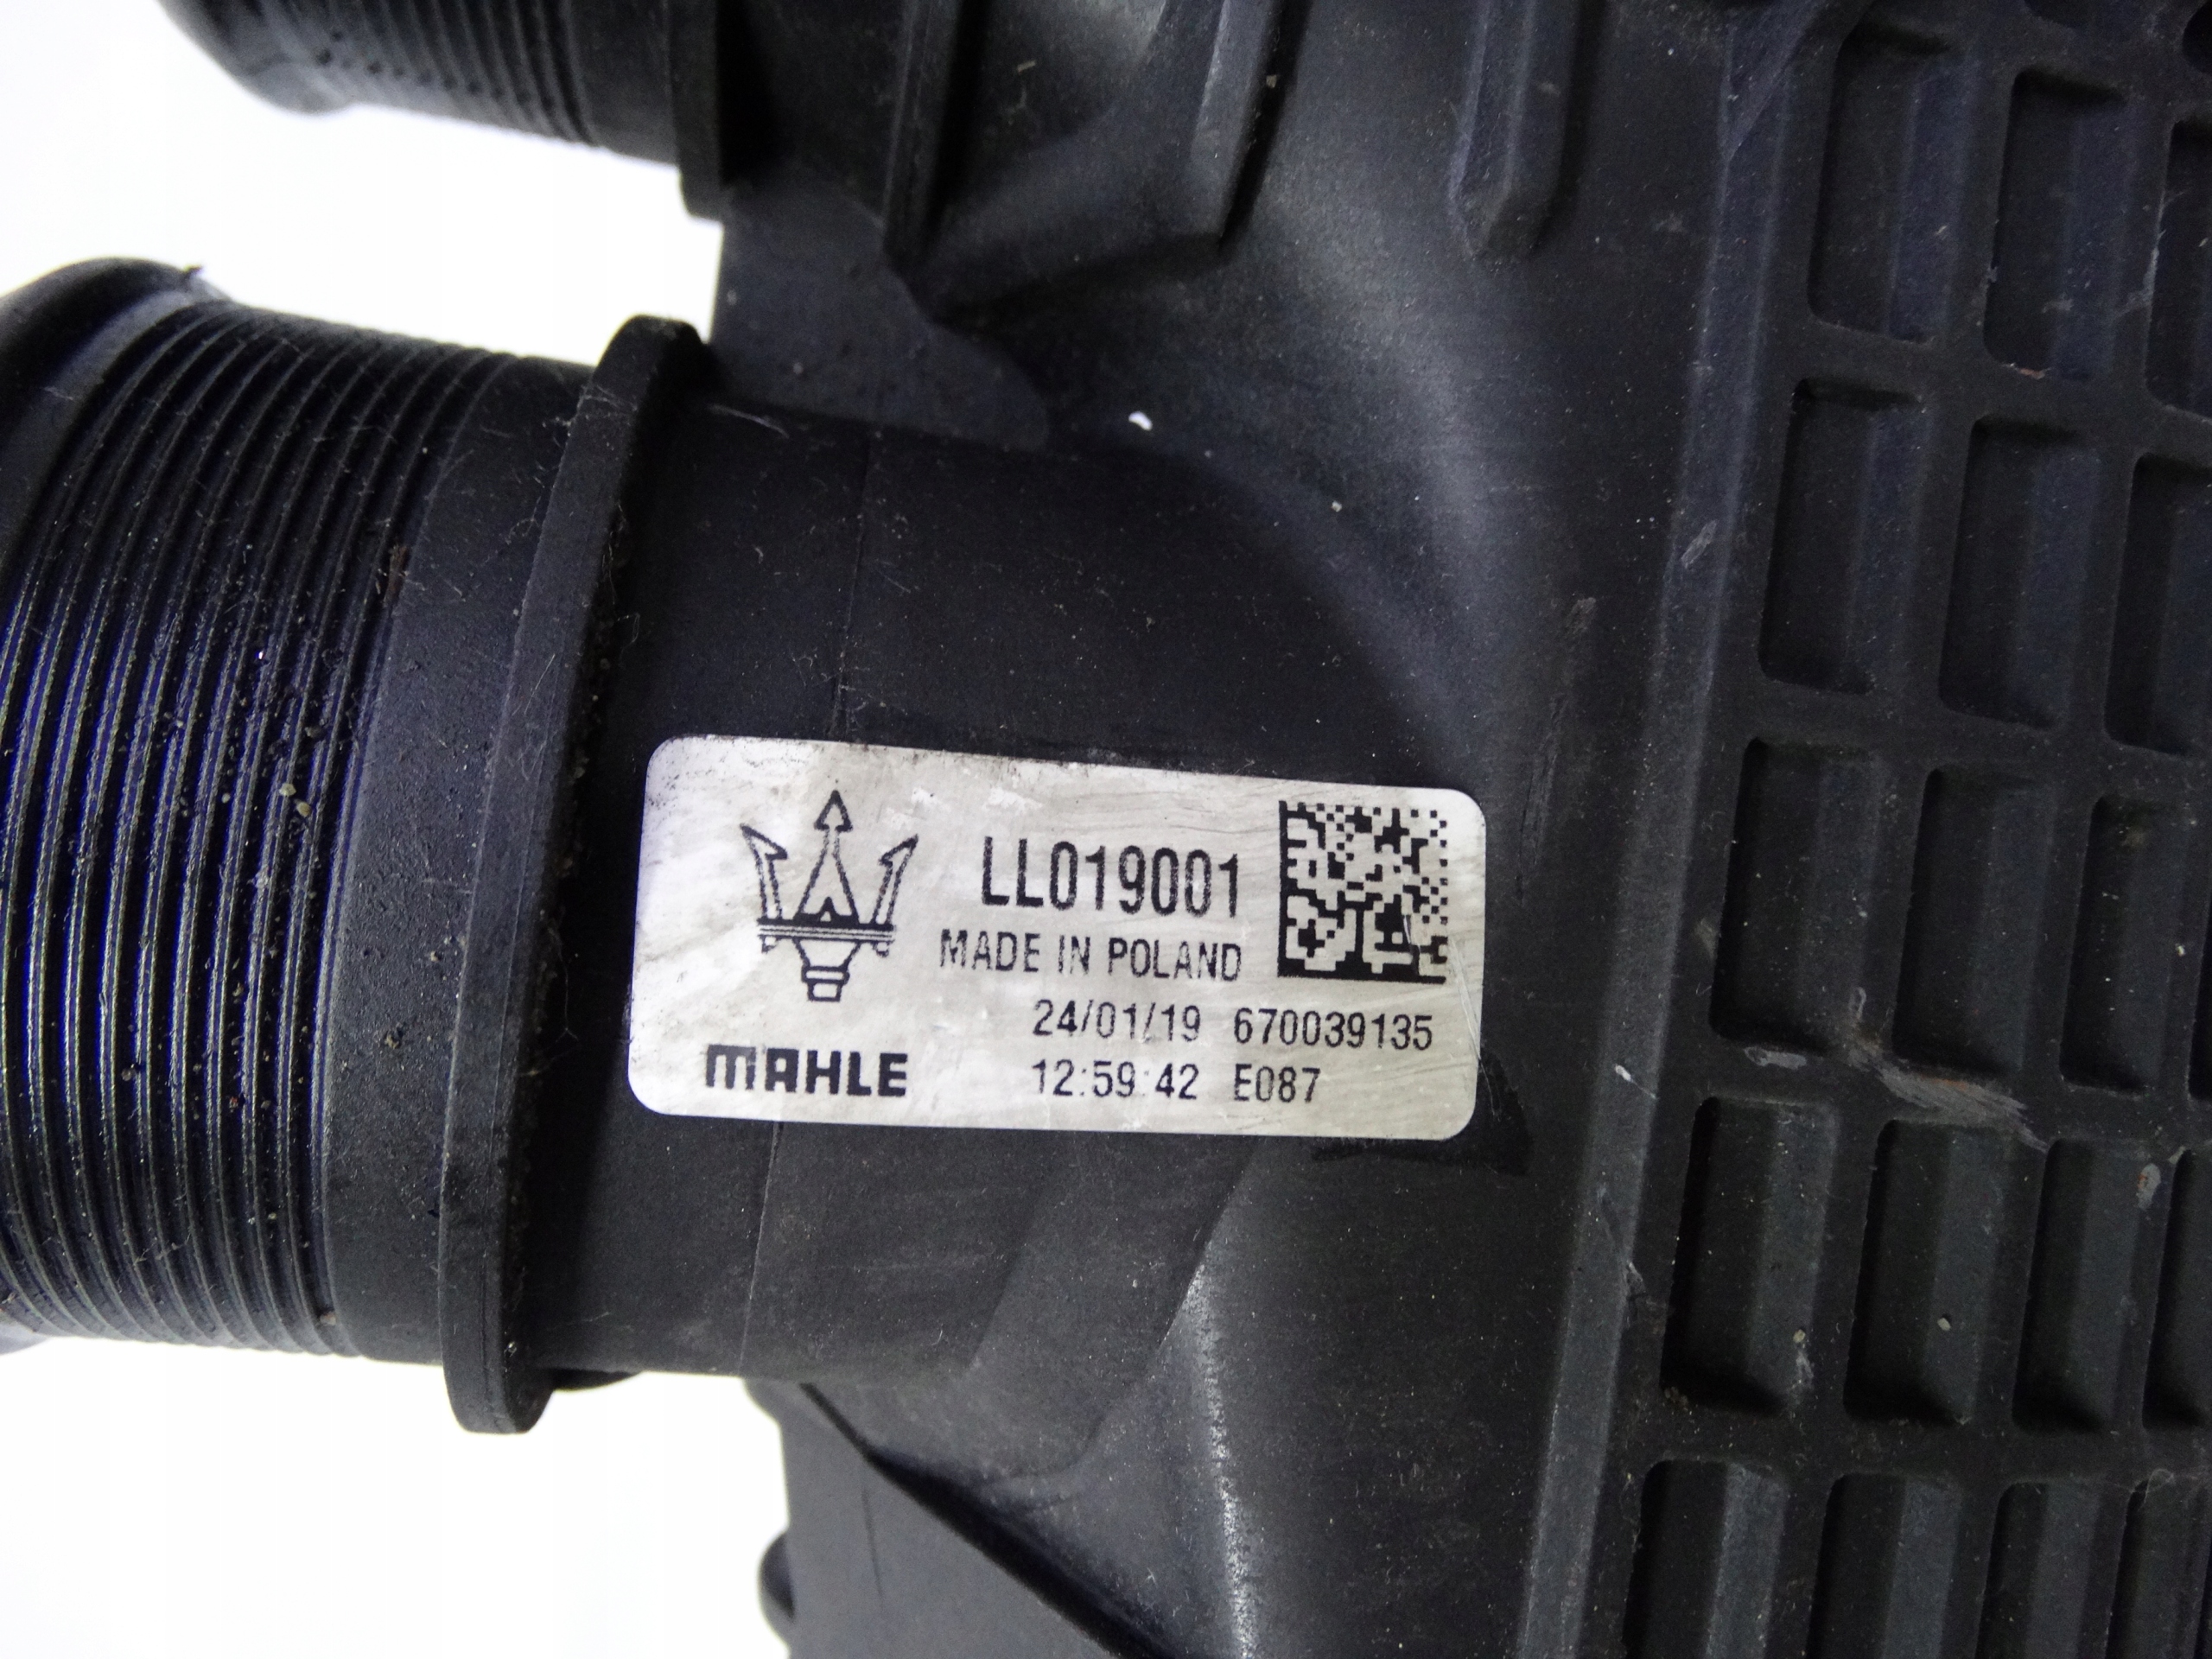 LL019001
MADE IN POLAND
24/01/19 670039135
MAHLE 12:59:42 E087